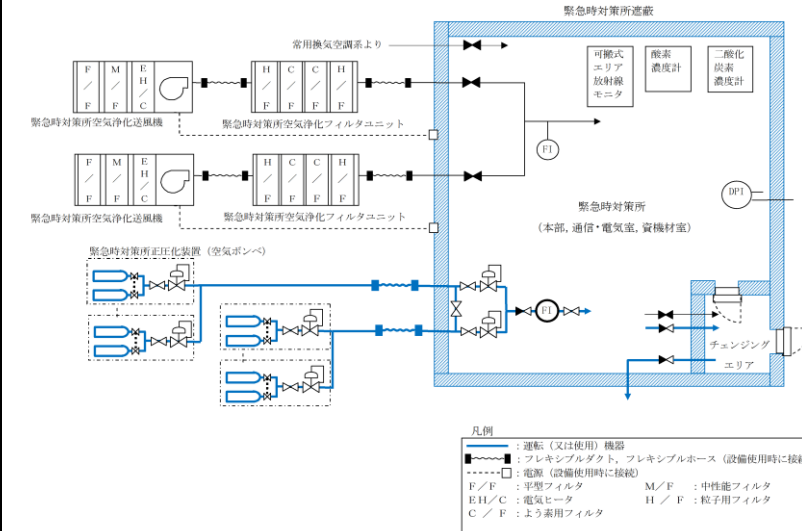 緊急時対策所遮蔽
常用換気空調系より
可搬式
エリア
放射線
モニタ
酸素
濃度計
二酸化
炭素
濃度計
F/F
M/F
EH/C
H/F
C/F
C/F
H/F
緊急時対策所空気浄化送風機
緊急時対策所空気浄化フィルタユニット
FI
F/F
M/F
EH/C
H/F
C/F
C/F
H/F
緊急時対策所空気浄化送風機
緊急時対策所空気浄化フィルタユニット
DPI
緊急時対策所
(本部, 通信・電気室, 資機材室)
緊急時対策所正圧化装置(空気ボンベ)
FI
チェンジング
エリア
凡例
:運転(又は使用)機器
:フレキシブルダクト, フレキシブルホース(設備使用時に接続
:電源(設備使用時に接続)
F/F :平型フィルタ M/F :中性能フィルタ
EH/C :電気ヒータ H/F :粒子用フィルタ
C/F :よう素用フィルタ